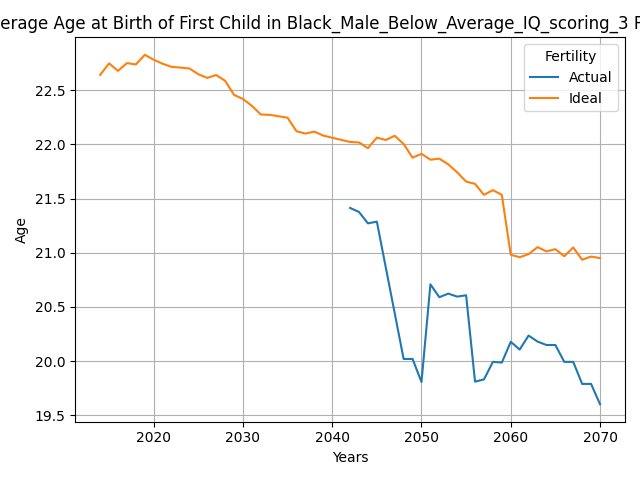 erage Age at Birth of First Child in Black_Male_Below_Average_IQ_scoring_3
Fertility
Actual
Ideal
22.5
22.0
21.5
21.0
20.5
20.0
19.5
Age
2020 2030 2040 2050 2060 2070
Years